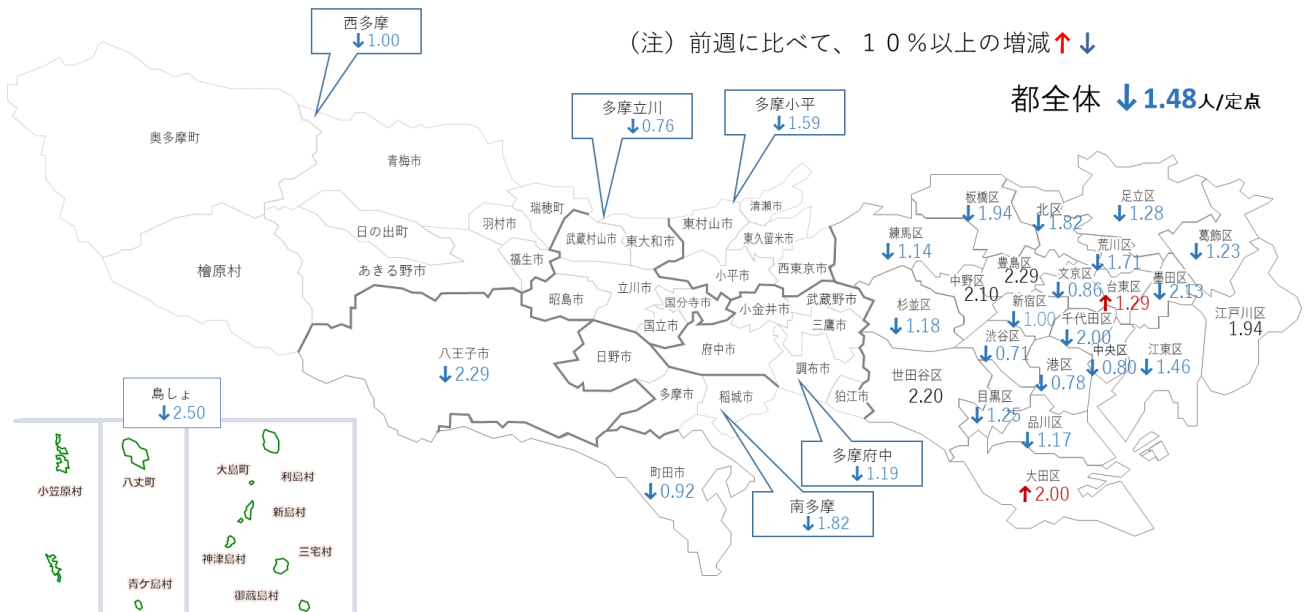 西多摩
↓1.00
（注）前週に比べて、１０％以上の増減↑↓
都全体 ↓1.48人/定点
多摩立川
↓0.76
多摩小平
↓1.59
奥多摩町
青梅市
瑞穂町
羽村市
日の出町
福生市
あきる野市
檜原村
武蔵村山市
東大和市
東村山市
清瀬市
東久留米市
小平市
西東京市
昭島市
立川市
国分寺市
国立市
小金井市
武蔵野市
三鷹市
府中市
調布市
狛江市
日野市
八王子市
↓2.29
多摩市
稲城市
町田市
↓0.92
多摩府中
↓1.19
南多摩
↓1.82
板橋区
↓1.94
北区
↓1.82
足立区
↓1.28
練馬区
↓1.14
荒川区
↓1.71
葛飾区
↓1.23
豊島区
2.29
文京区
↓0.86
台東区
↑1.29
墨田区
↓2.13
中野区
2.10
杉並区
↓1.18
新宿区
↓1.00
千代田区
↓2.00
江戸川区
1.94
渋谷区
↓0.71
中央区
↓0.80
江東区
↓1.46
港区
↓0.78
世田谷区
2.20
目黒区
↓1.25
品川区
↓1.17
大田区
↑2.00
島しょ
↓2.50
小笠原村
八丈町
青ケ島村
大島町
利島村
新島村
神津島村
三宅村
御蔵島村